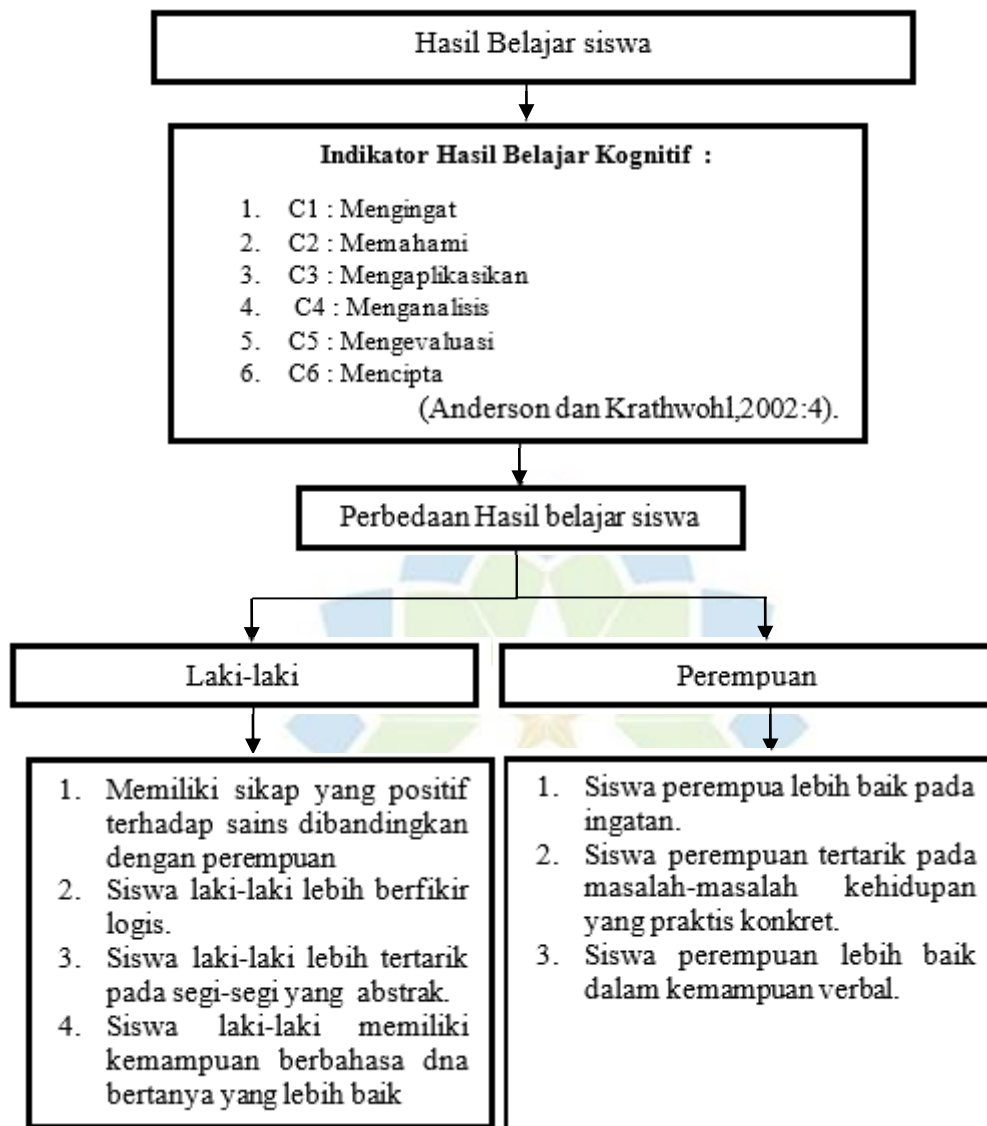 Hasil Belajar siswa
Indikator Hasil Belajar Kognitif :
1. C1 : Mengingat
2. C2 : Memahami
3. C3 : Mengaplikasikan
4. C4 : Menganalisis
5. C5 : Mengevaluasi
6. C6 : Mencipta
(Anderson dan Krathwohl,2002:4).
Perbedaan Hasil belajar siswa
Laki-laki
1. Memiliki sikap yang positif
terhadap sains dibandingkan
dengan perempuan
2. Siswa laki-laki lebih berfikir
logis.
3. Siswa laki-laki lebih tertarik
pada segi-segi yang abstrak.
4. Siswa laki-laki memiliki
kemampuan berbahasa dna
bertanya yang lebih baik
Perempuan
1. Siswa perempua lebih baik pada
ingatan.
2. Siswa perempuan tertarik pada
masalah-masalah kehidupan
yang praktis konkret.
3. Siswa perempuan lebih baik
dalam kemampuan verbal.